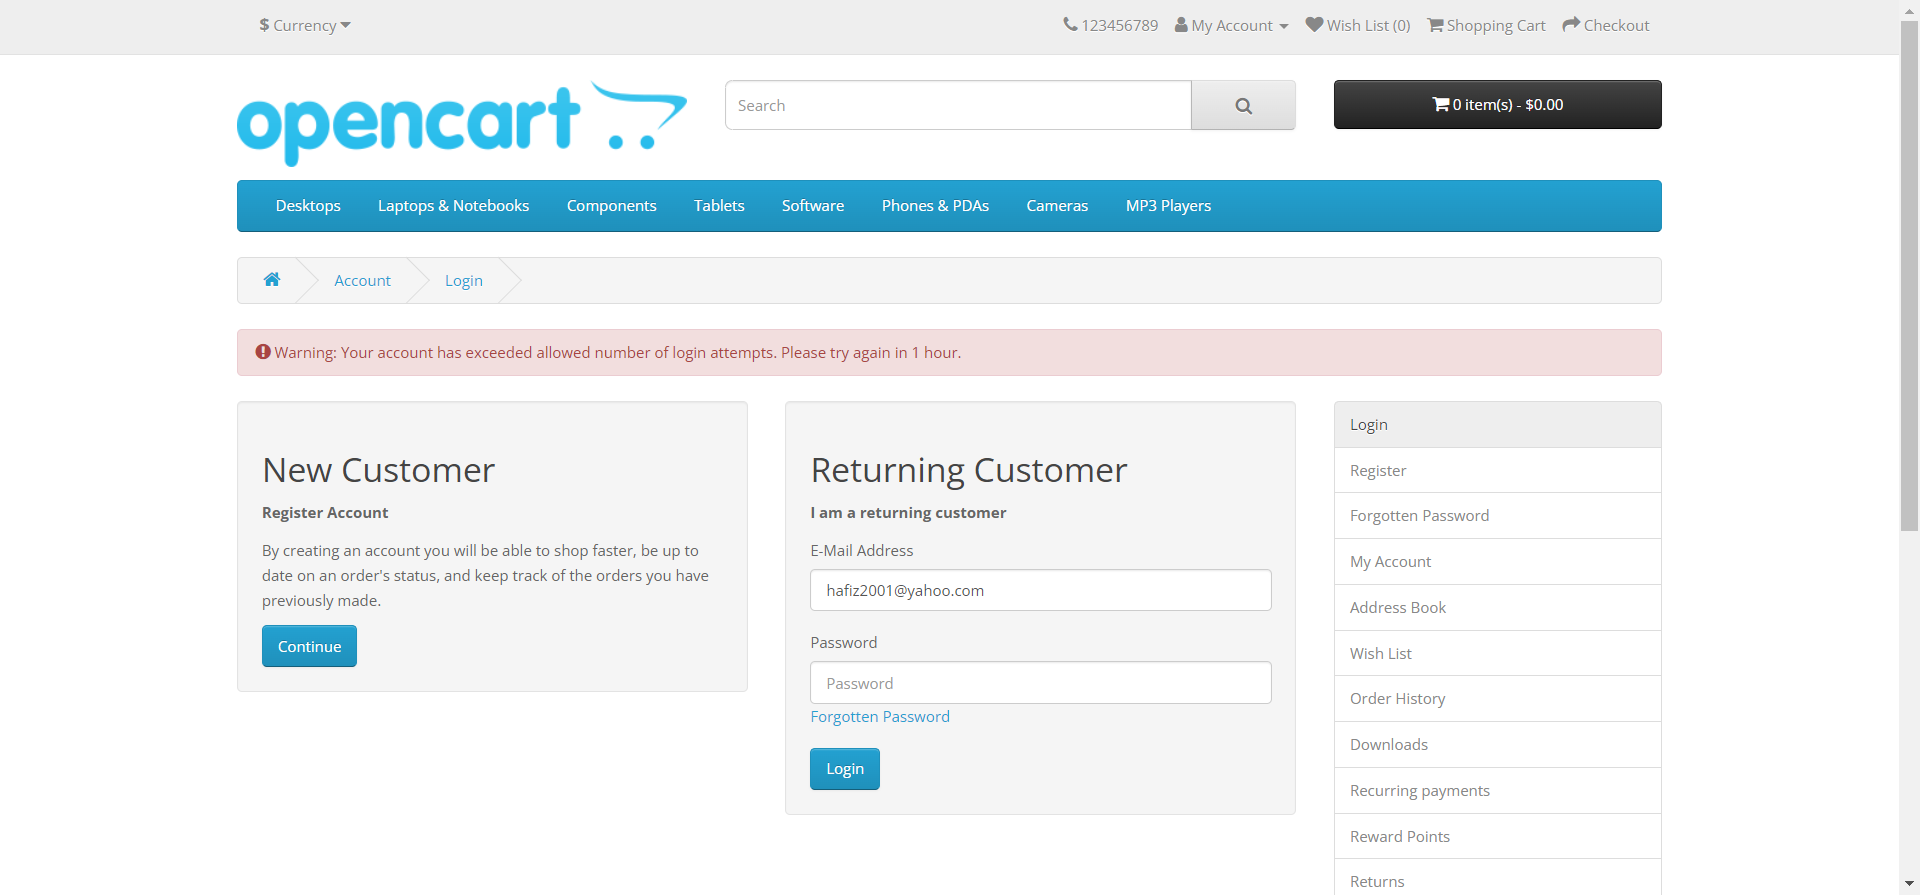 $ Currency
123456789 My Account Wish List (0) Shopping Cart Checkout
opencart
Search
0 item(s) - $0.00
Desktops Laptops & Notebooks Components Tablets Software Phones & PDAs Cameras MP3 Players
Account Login
Warning: Your account has exceeded allowed number of login attempts. Please try again in 1 hour.
New Customer
Register Account
By creating an account you will be able to shop faster, be up to
date on an order's status, and keep track of the orders you have
previously made.
Continue
Returning Customer
I am a returning customer
E-Mail Address
hafiz2001@yahoo.com
Password
Password
Forgotten Password
Login
Login
Register
Forgotten Password
My Account
Address Book
Wish List
Order History
Downloads
Recurring payments
Reward Points
Returns